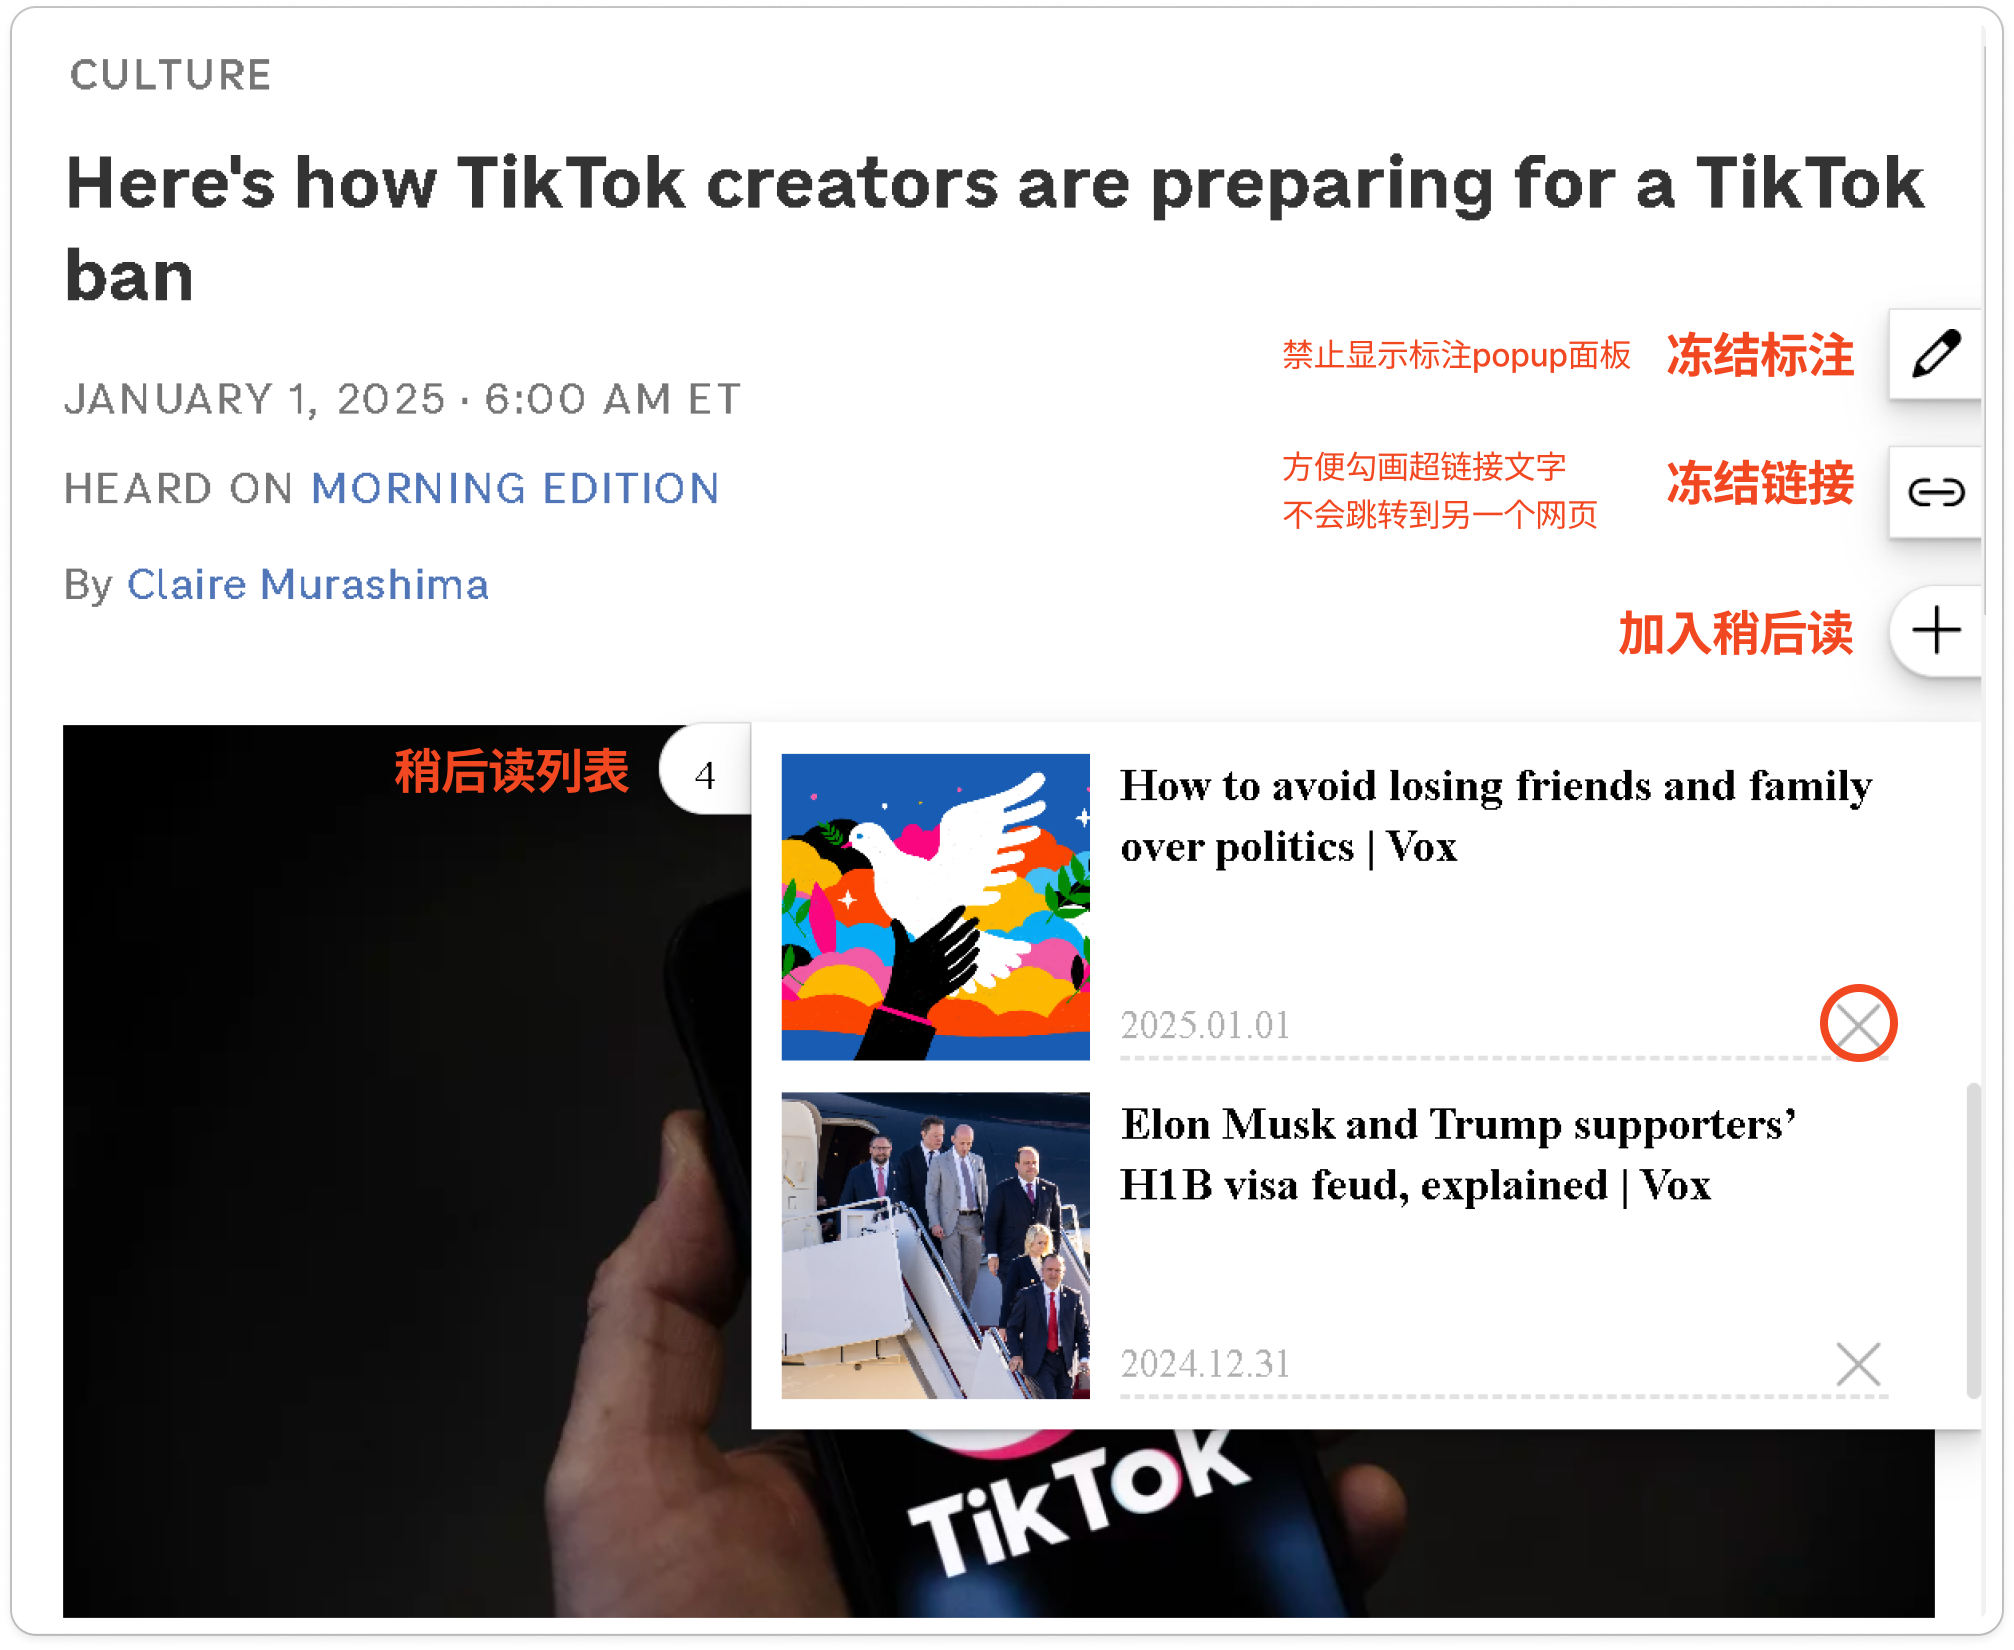 CULTURE
Here's how TikTok creators are preparing for a TikTok
ban
禁止显示标注popup面板
冻结标注
JANUARY 1, 2025 · 6:00 AM ET
方便勾画超链接文字
不会跳转到另一个网页
冻结链接
HEARD ON MORNING EDITION
By Claire Murashima
加入稍后读
稍后读列表
4
How to avoid losing friends and family
over politics | Vox
2025.01.01
Elon Musk and Trump supporters’
H1B visa feud, explained | Vox
2024.12.31
TikTok